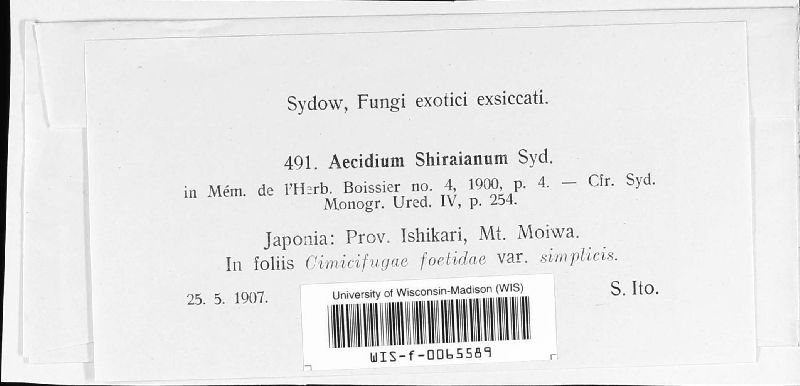 Sydow, Fungi exotici exsiccati.
491. Aecidium Shiraianum Syd.
in Mém. de l'Herb. Boissier no. 4, 1900, p. 4. — Cfr. Syd.
Monogr. Ured. IV, p. 254.
Japonia: Prov. Ishikari, Mt. Moiwa.
In foliis Cimicifugae foetidae var. simplicis.
25. 5. 1907.
S. Ito.
University of Wisconsin-Madison (WIS)
WIS-f-0065589